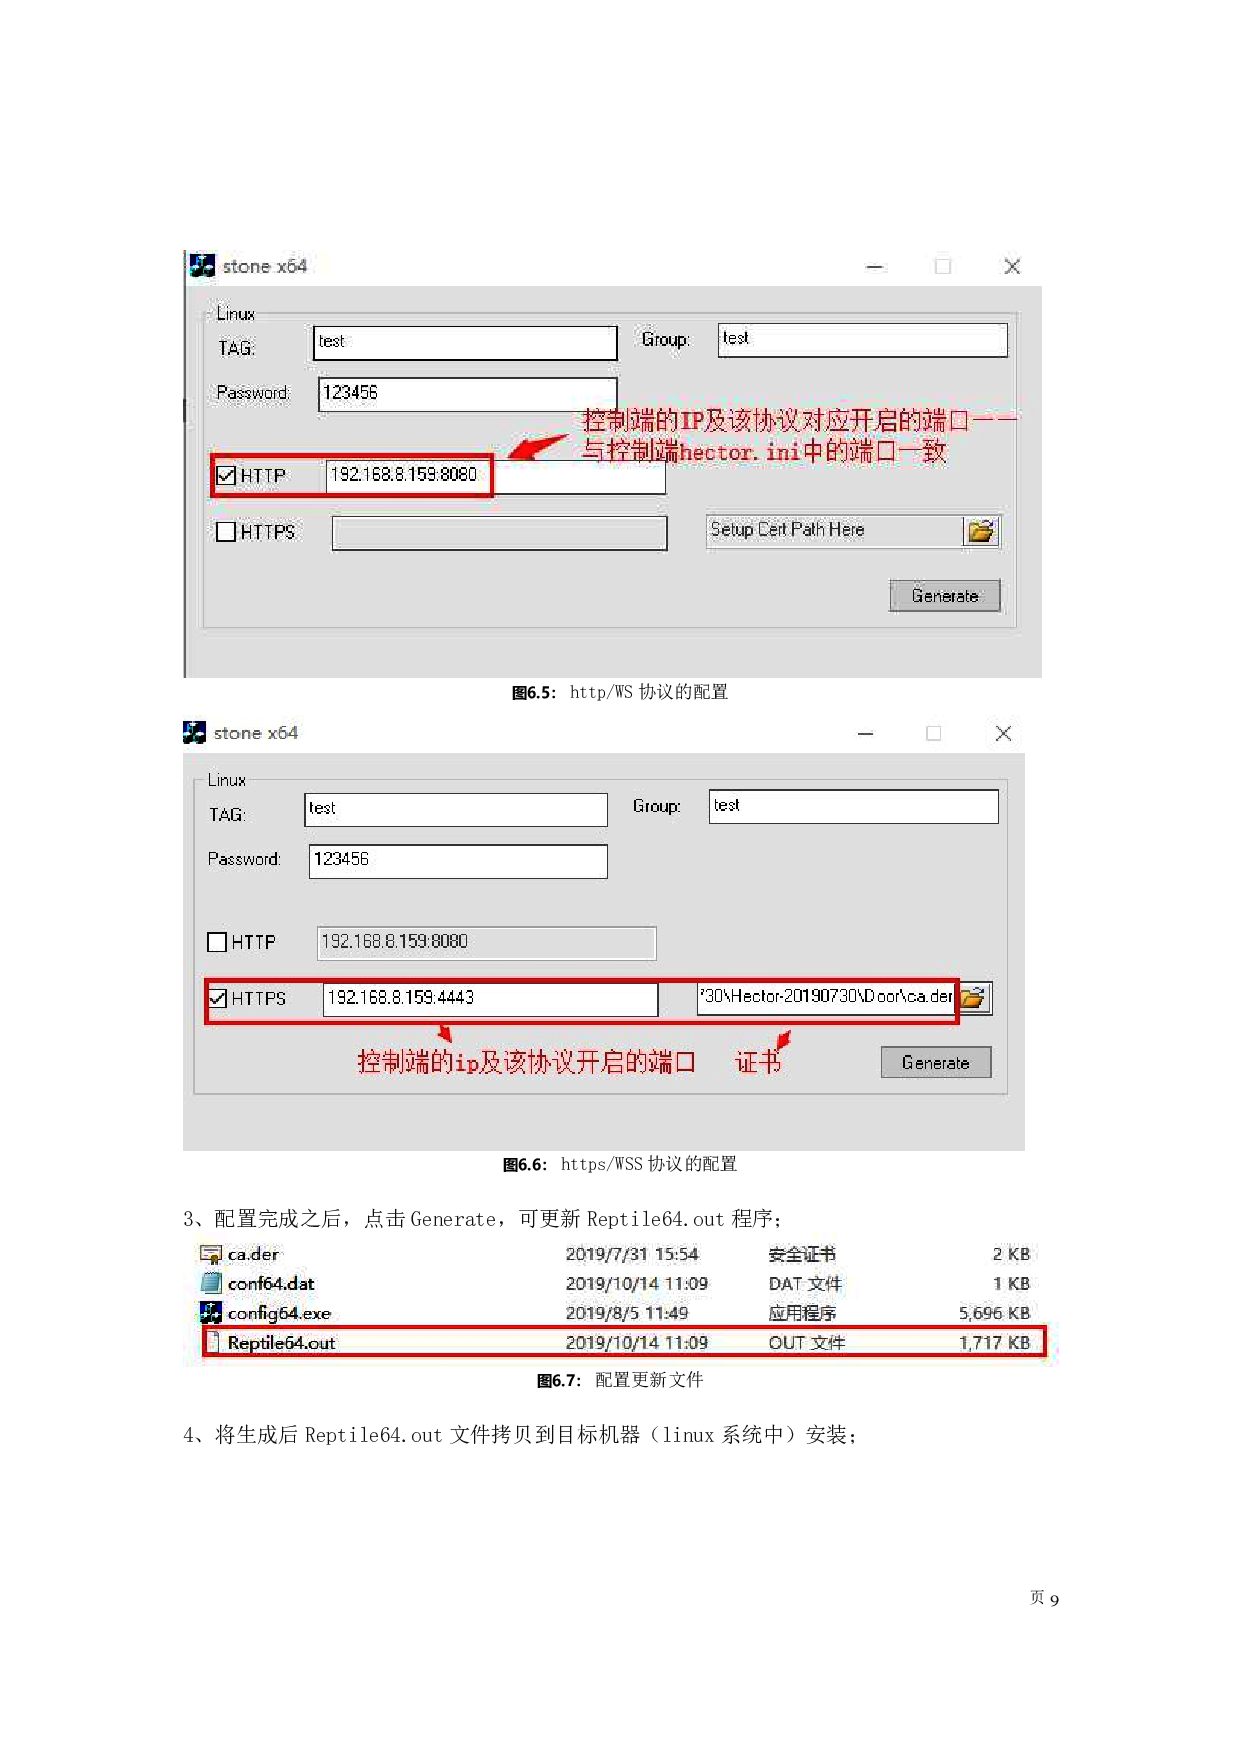 stone x64
Linux
TAG: test Group: test
Password: 123456
控制端的IP及该协议对应开启的端口——
与控制端hector.ini中的端口一致
HTTP 192.168.8.159:8080
HTTPS Setup Cert Path Here
Generate
图6.5： http/WS 协议的配置
stone x64
Linux
TAG: test Group: test
Password: 123456
HTTP 192.168.8.159:8080
HTTPS 192.168.8.159:4443 '30\Hector-20190730\Door\ca.der
控制端的ip及该协议开启的端口 证书
Generate
图6.6： https/WSS 协议的配置
3、配置完成之后，点击 Generate，可更新 Reptile64.out 程序；
ca.der 2019/7/31 15:54 安全证书 2 KB
conf64.dat 2019/10/14 11:09 DAT 文件 1 KB
config64.exe 2019/8/5 11:49 应用程序 5,696 KB
Reptile64.out 2019/10/14 11:09 OUT 文件 1,717 KB
图6.7： 配置更新文件
4、将生成后 Reptile64.out 文件拷贝到目标机器（linux 系统中）安装；
页 9